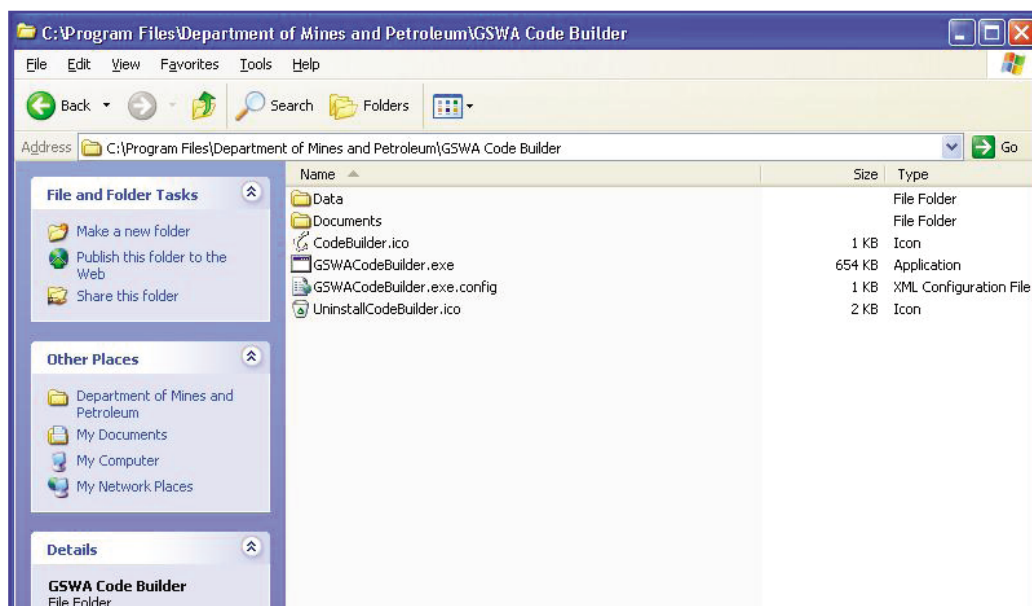 C:\Program Files\Department of Mines and Petroleum\GSWA Code Builder
File Edit View Favorites Tools Help
Back Search Folders
Address C:\Program Files\Department of Mines and Petroleum\GSWA Code Builder Go
File and Folder Tasks
Make a new folder
Publish this folder to the
Web
Share this folder
Other Places
Department of Mines and
Petroleum
My Documents
My Computer
My Network Places
Details
GSWA Code Builder
File Folder
Name Size Type
Data File Folder
Documents File Folder
CodeBuilder.ico 1 KB Icon
GSWACodeBuilder.exe 654 KB Application
GSWACodeBuilder.exe.config 1 KB XML Configuration File
UninstallCodeBuilder.ico 2 KB Icon